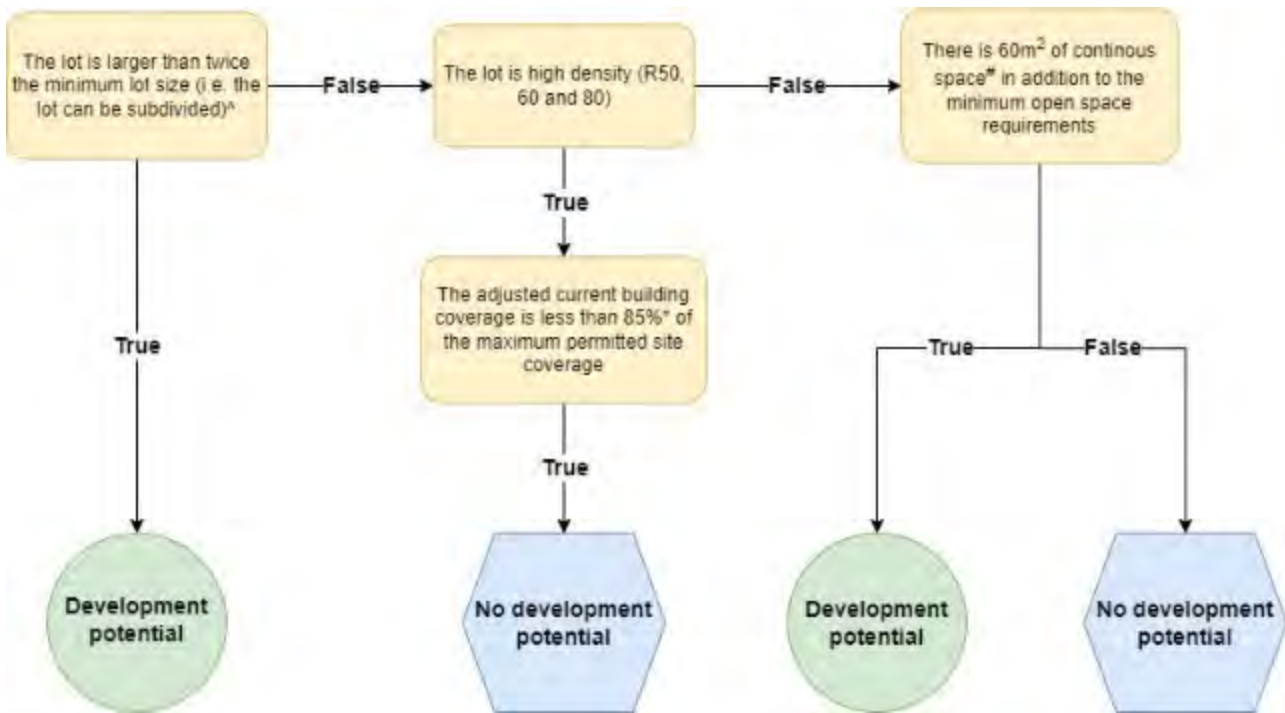 The lot is larger than twice
the minimum lot size (i.e. the
lot can be subdivided)^
False
The lot is high density (R50,
60 and 80)
False
There is 60m² of continous
space# in addition to the
minimum open space
requirements
True
The adjusted current building
coverage is less than 85%* of
the maximum permitted site
coverage
True
True
False
True
Development
potential
No development
potential
Development
potential
No development
potential